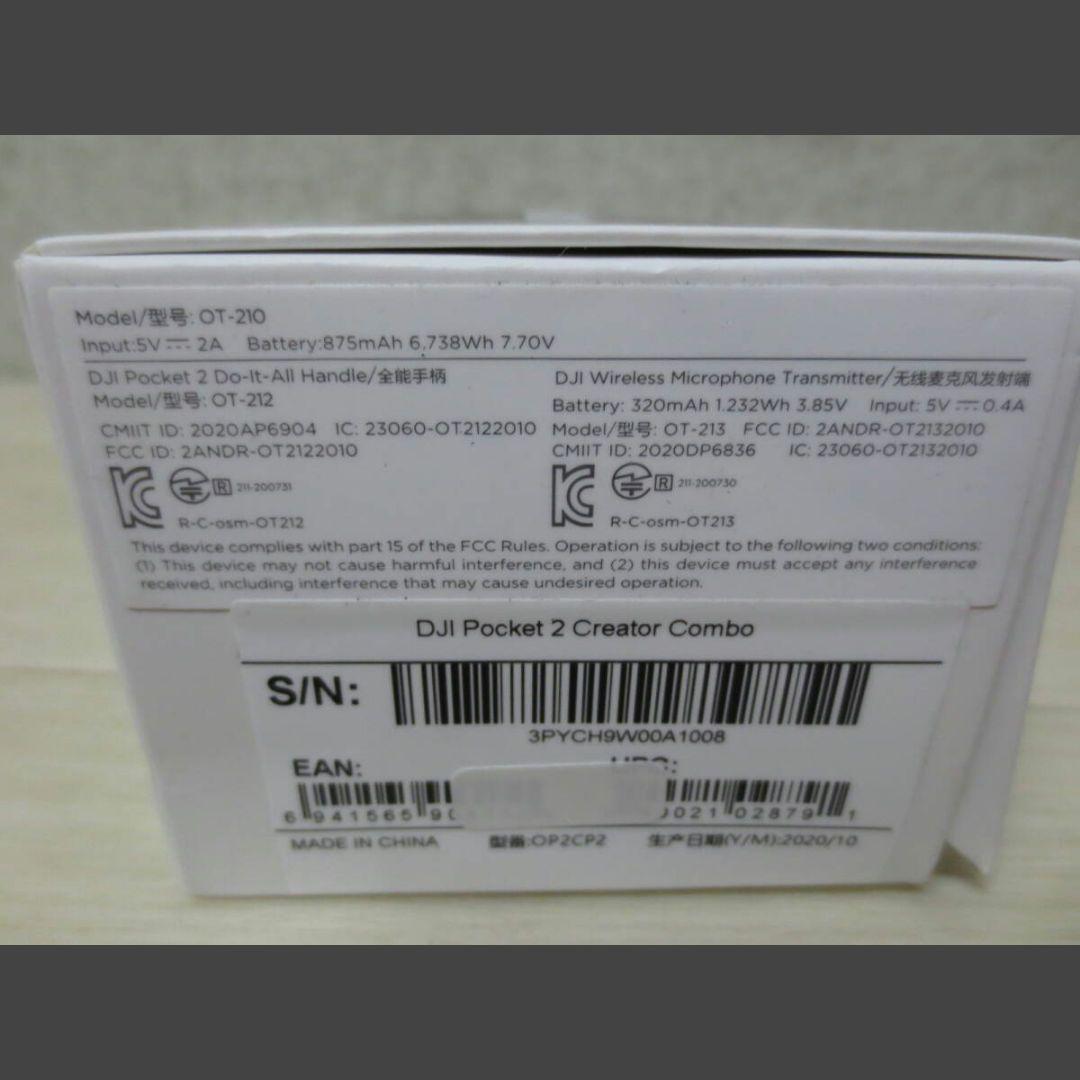 Model/型号: OT-210
Input:5V⎓2A Battery:875mAh 6.738Wh 7.70V
DJI Pocket 2 Do-It-All Handle/全能手柄
Model/型号: OT-212
CMIIT ID: 2020AP6904 IC: 23060-OT2122010
FCC ID: 2ANDR-OT2122010
R 211-200731
R-C-osm-OT212
DJI Wireless Microphone Transmitter/无线麦克风发射端
Battery: 320mAh 1.232Wh 3.85V Input: 5V⎓0.4A
Model/型号: OT-213 FCC ID: 2ANDR-OT2132010
CMIIT ID: 2020DP6836 IC: 23060-OT2132010
R 211-200730
R-C-osm-OT213
This device complies with part 15 of the FCC Rules. Operation is subject to the following two conditions:
(1) This device may not cause harmful interference, and (2) this device must accept any interference
received, including interference that may cause undesired operation.
DJI Pocket 2 Creator Combo
S/N:
3PYCH9W00A1008
EAN:
6 941565 90
021 02879 1
MADE IN CHINA 型番:OP2CP2 生产日期(Y/M):2020/10